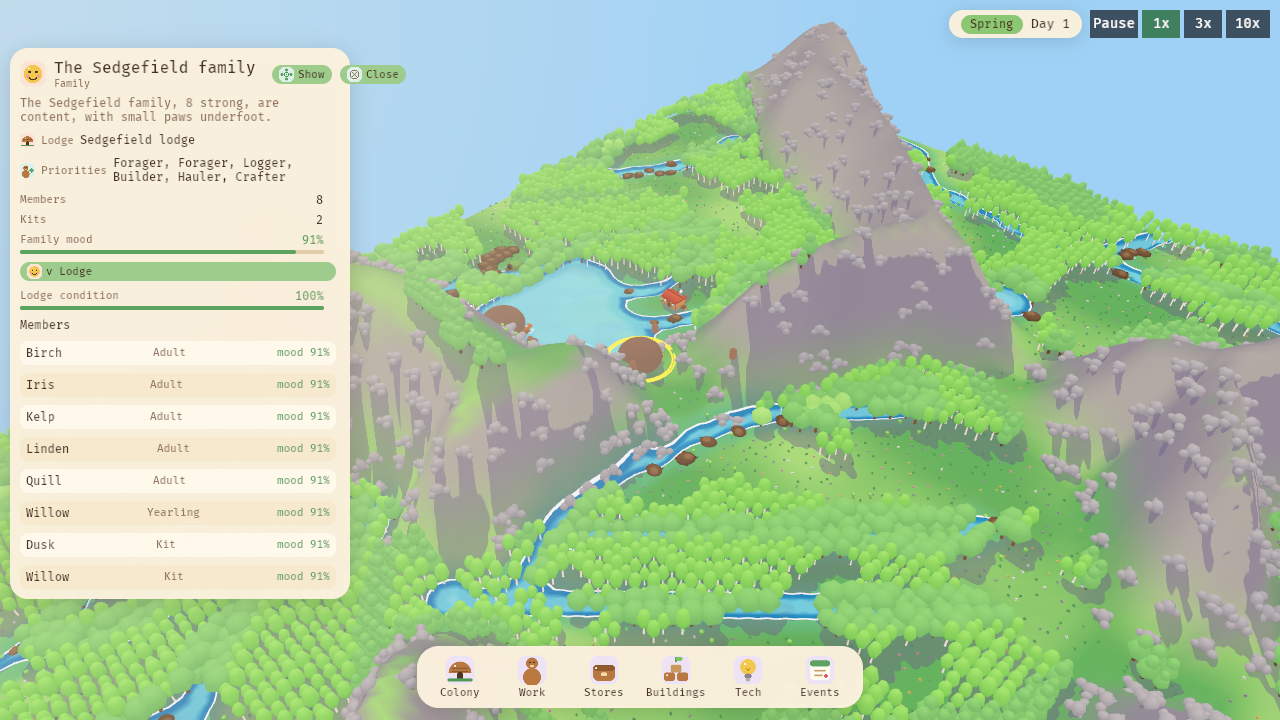 Spring Day 1 Pause 1x 3x 10x
The Sedgefield family
Family
Show
Close
The Sedgefield family, 8 strong, are
content, with small paws underfoot.
Lodge Sedgefield lodge
Priorities Forager, Forager, Logger,
Builder, Hauler, Crafter
Members 8
Kits 2
Family mood 91%
v Lodge
Lodge condition 100%
Members
Birch Adult mood 91%
Iris Adult mood 91%
Kelp Adult mood 91%
Linden Adult mood 91%
Quill Adult mood 91%
Willow Yearling mood 91%
Dusk Kit mood 91%
Willow Kit mood 91%
Colony Work Stores Buildings Tech Events